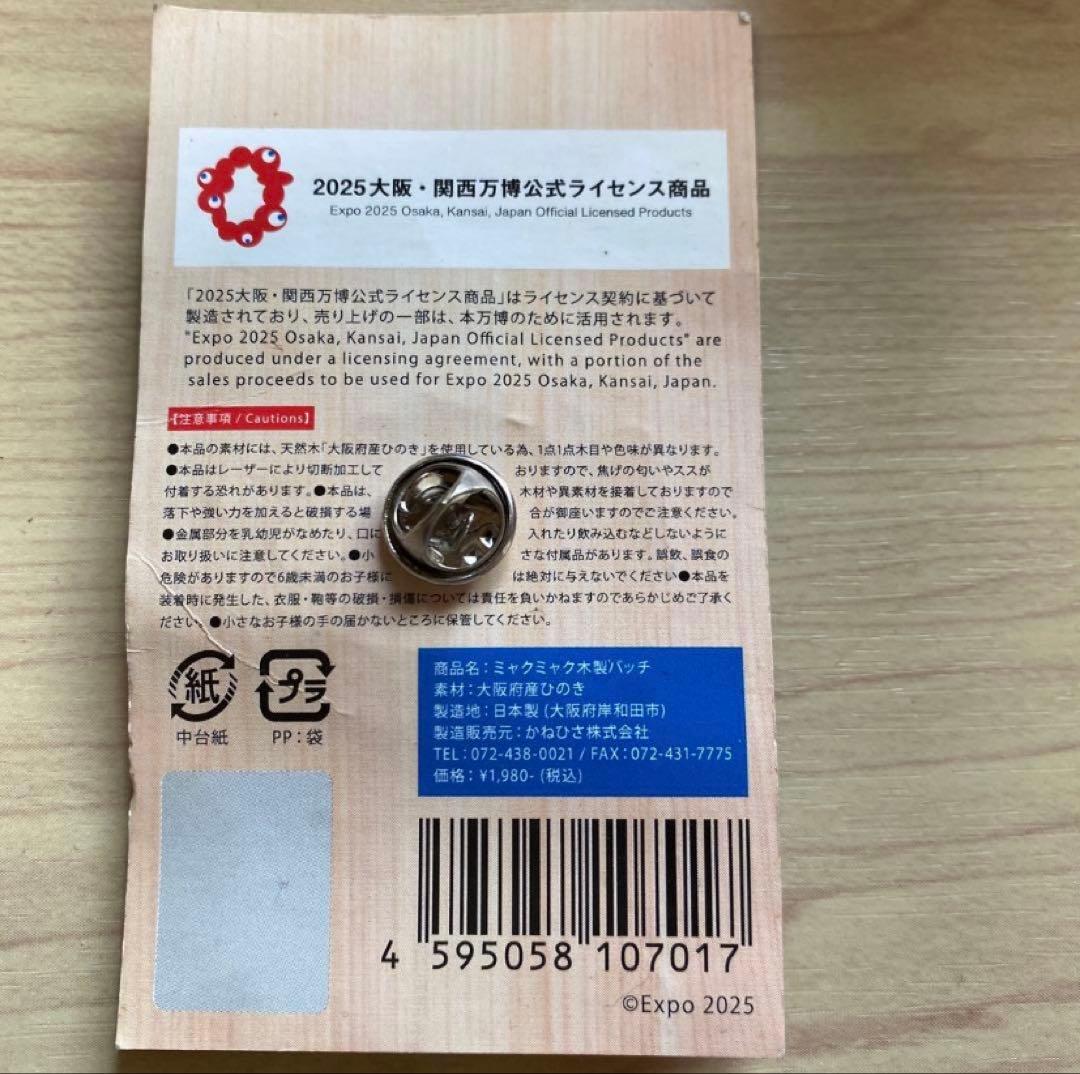 2025大阪・関西万博公式ライセンス商品
Expo 2025 Osaka, Kansai, Japan Official Licensed Products
「2025大阪・関西万博公式ライセンス商品」はライセンス契約に基づいて
製造されており、売り上げの一部は、本万博のために活用されます。
"Expo 2025 Osaka, Kansai, Japan Official Licensed Products" are
produced under a licensing agreement, with a portion of the
sales proceeds to be used for Expo 2025 Osaka, Kansai, Japan.
【注意事項 / Cautions】
●本品の素材には、天然木「大阪府産ひのき」を使用している為、1点1点木目や色味が異なります。
●本品はレーザーにより切断加工して おりますので、焦げの匂いやススが
付着する恐れがあります。●本品は、 木材や異素材を接着しておりますので
落下や強い力を加えると破損する場 合が御座いますのでご注意ください。
●金属部分を乳幼児がなめたり、口に 入れたり飲み込むなどしないように
お取り扱いに注意してください。●小 さな付属品があります。誤飲、誤食の
危険がありますので6歳未満のお子様に は絶対に与えないでください●本品を
装着時に発生した、衣服・鞄等の破損・損傷については責任を負いかねますのであらかじめご了承く
ださい。●小さなお子様の手の届かないところに保管してください。
紙 プラ
中台紙 PP：袋
商品名：ミャクミャク木製バッチ
素材：大阪府産ひのき
製造地：日本製 (大阪府岸和田市)
製造販売元：かねひさ株式会社
TEL：072-438-0021 / FAX：072-431-7775
価格：¥1,980- (税込)
4 595058 107017
©Expo 2025